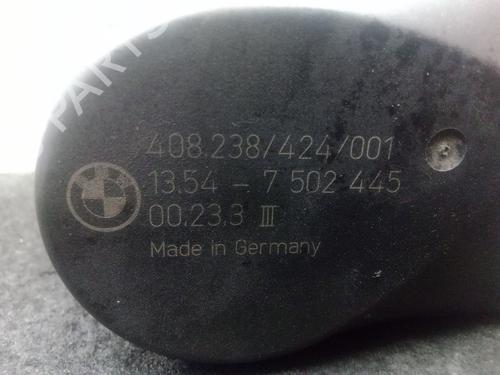 408.238/424/001
13.54 - 7 502 445
00.23.3 III
Made in Germany